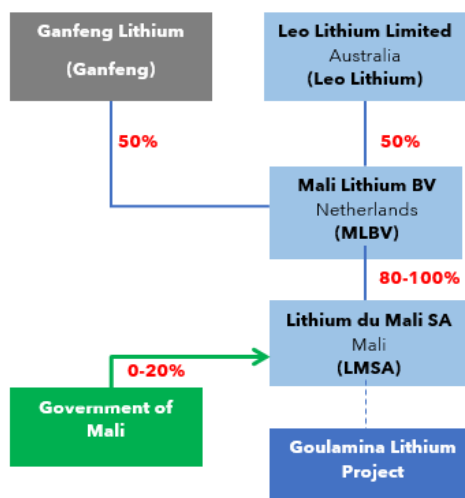 Ganfeng Lithium
(Ganfeng)
Leo Lithium Limited
Australia
(Leo Lithium)
50%
50%
Mali Lithium BV
Netherlands
(MLBV)
80-100%
Lithium du Mali SA
Mali
(LMSA)
0-20%
Government of
Mali
Goulamina Lithium
Project